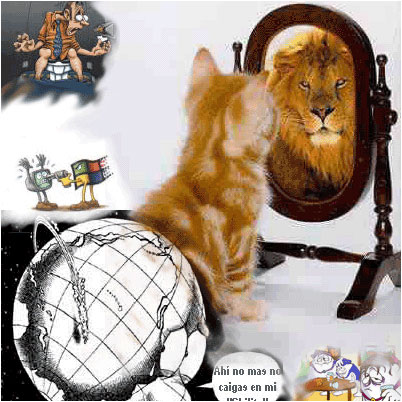 Ahí no mas no
caigas en mi